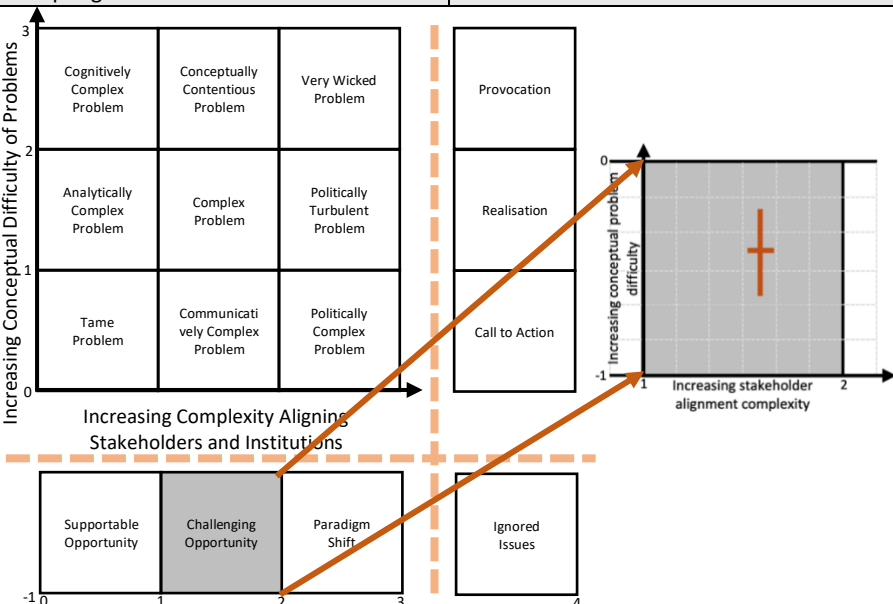 3
Increasing Conceptual Difficulty of Problems
Cognitively
Complex
Problem
Conceptually
Contentious
Problem
Very Wicked
Problem
Provocation
2
Analytically
Complex
Problem
Complex
Problem
Politically
Turbulent
Problem
Realisation
1
Tame
Problem
Communicati
vely Complex
Problem
Politically
Complex
Problem
Call to Action
0
Increasing Complexity Aligning
Stakeholders and Institutions
0
Increasing conceptual problem
difficulty
-1
1
2
Increasing stakeholder
alignment complexity
Supportable
Opportunity
Challenging
Opportunity
Paradigm
Shift
Ignored
Issues
-1
0
1
2
3
4